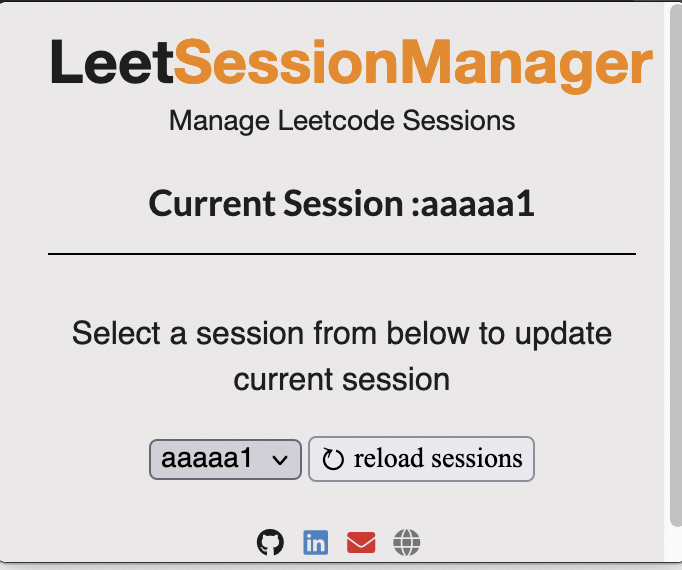 LeetSessionManager
Manage Leetcode Sessions
Current Session :aaaaa1
Select a session from below to update
current session
aaaaa1 reload sessions
in